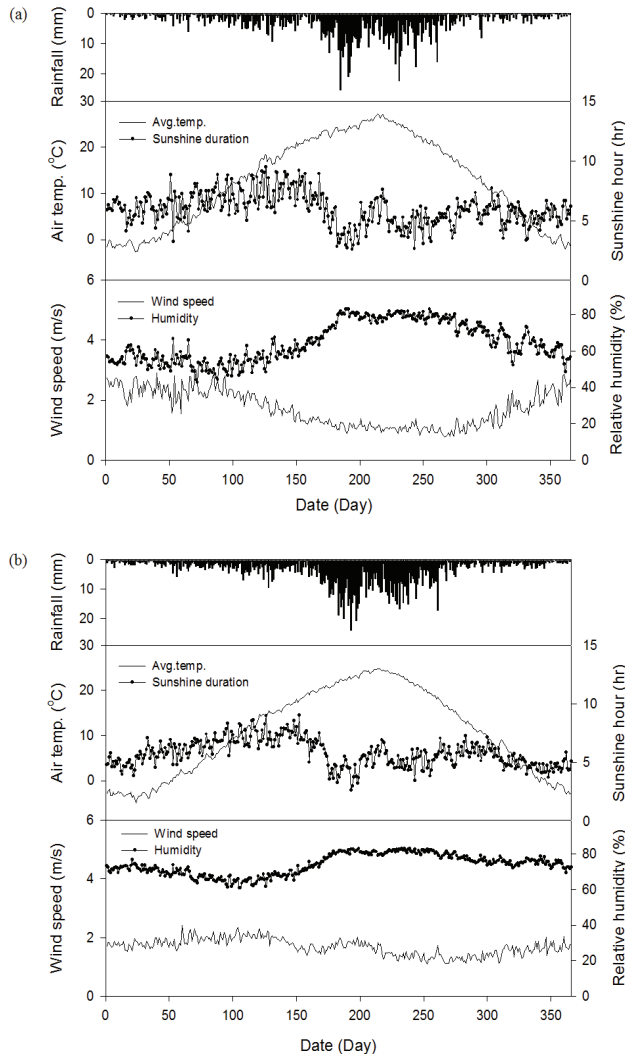 (a)
Rainfall (mm)
0
10
20
30
Avg.temp.
Sunshine duration
Air temp. (°C)
20
10
0
Sunshine hour (hr)
15
10
5
0
Wind speed
Humidity
Wind speed (m/s)
6
4
2
0
Relative humidity (%)
80
60
40
20
0
0 50 100 150 200 250 300 350
Date (Day)
(b)
Rainfall (mm)
0
10
20
30
Avg.temp.
Sunshine duration
Air temp. (°C)
20
10
0
Sunshine hour (hr)
15
10
5
0
Wind speed
Humidity
Wind speed (m/s)
6
4
2
0
Relative humidity (%)
80
60
40
20
0
0 50 100 150 200 250 300 350
Date (Day)